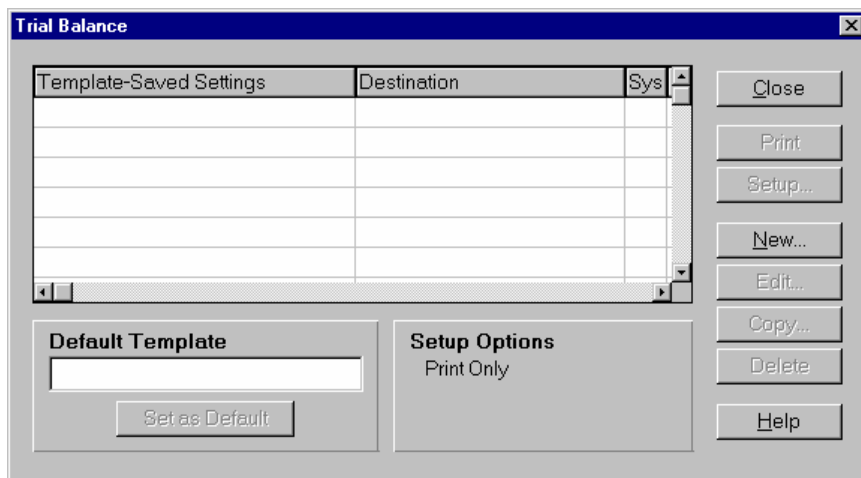 Trial Balance
Template-Saved Settings Destination Sys
Close
Print
Setup...
New...
Edit...
Copy...
Delete
Help
Default Template
Set as Default
Setup Options
Print Only